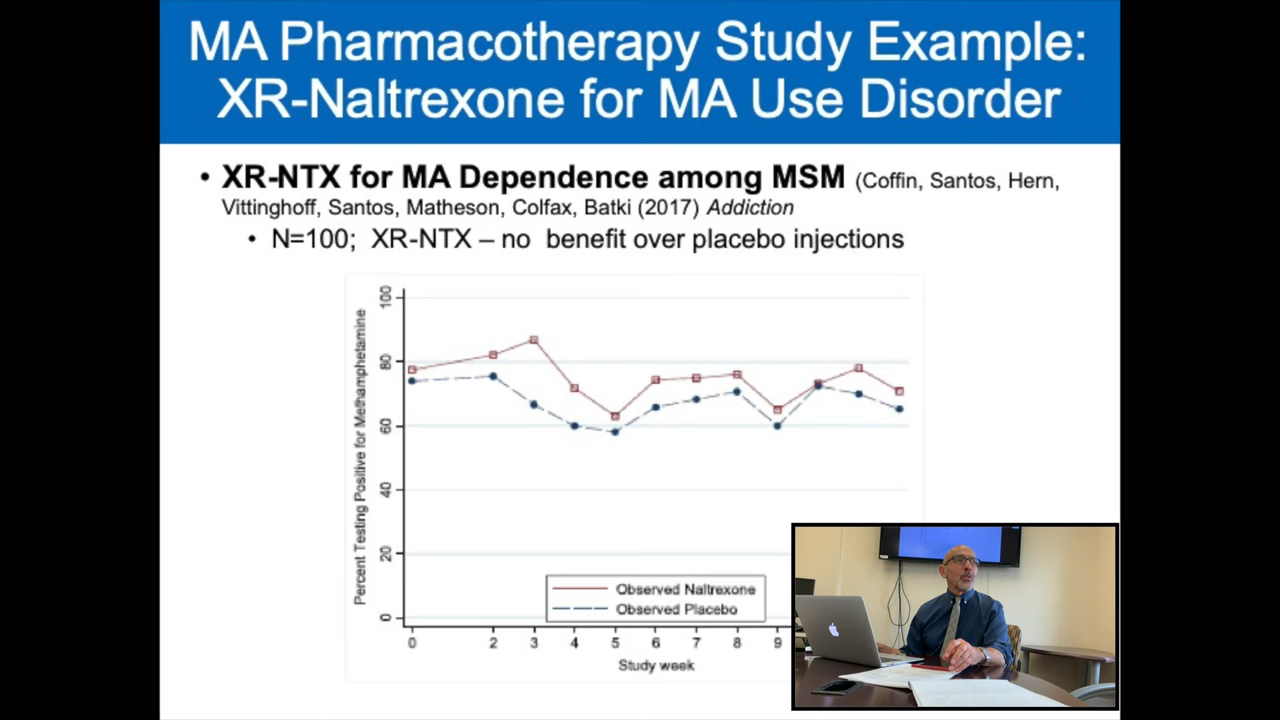 MA Pharmacotherapy Study Example:
XR-Naltrexone for MA Use Disorder
• XR-NTX for MA Dependence among MSM (Coffin, Santos, Hern,
Vittinghoff, Santos, Matheson, Colfax, Batki (2017) Addiction
• N=100;  XR-NTX – no  benefit over placebo injections
Percent Testing Positive for Methamphetamine
100
80
60
40
20
0
Observed Naltrexone
Observed Placebo
0 2 3 4 5 6 7 8 9
Study week